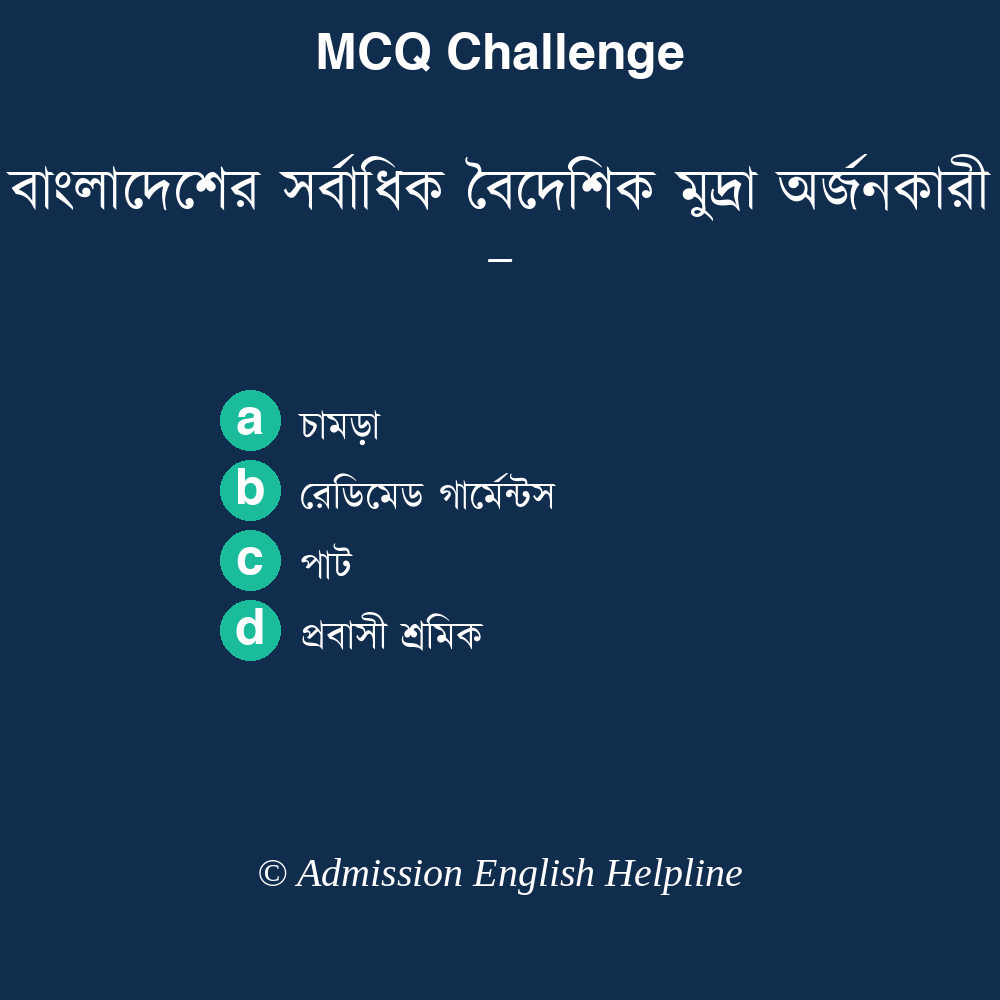 MCQ Challenge
বাংলাদেশের সর্বাধিক বৈদেশিক মুদ্রা অর্জনকারী
–
a চামড়া
b রেডিমেড গার্মেন্টস
c পাট
d প্রবাসী শ্রমিক
© Admission English Helpline